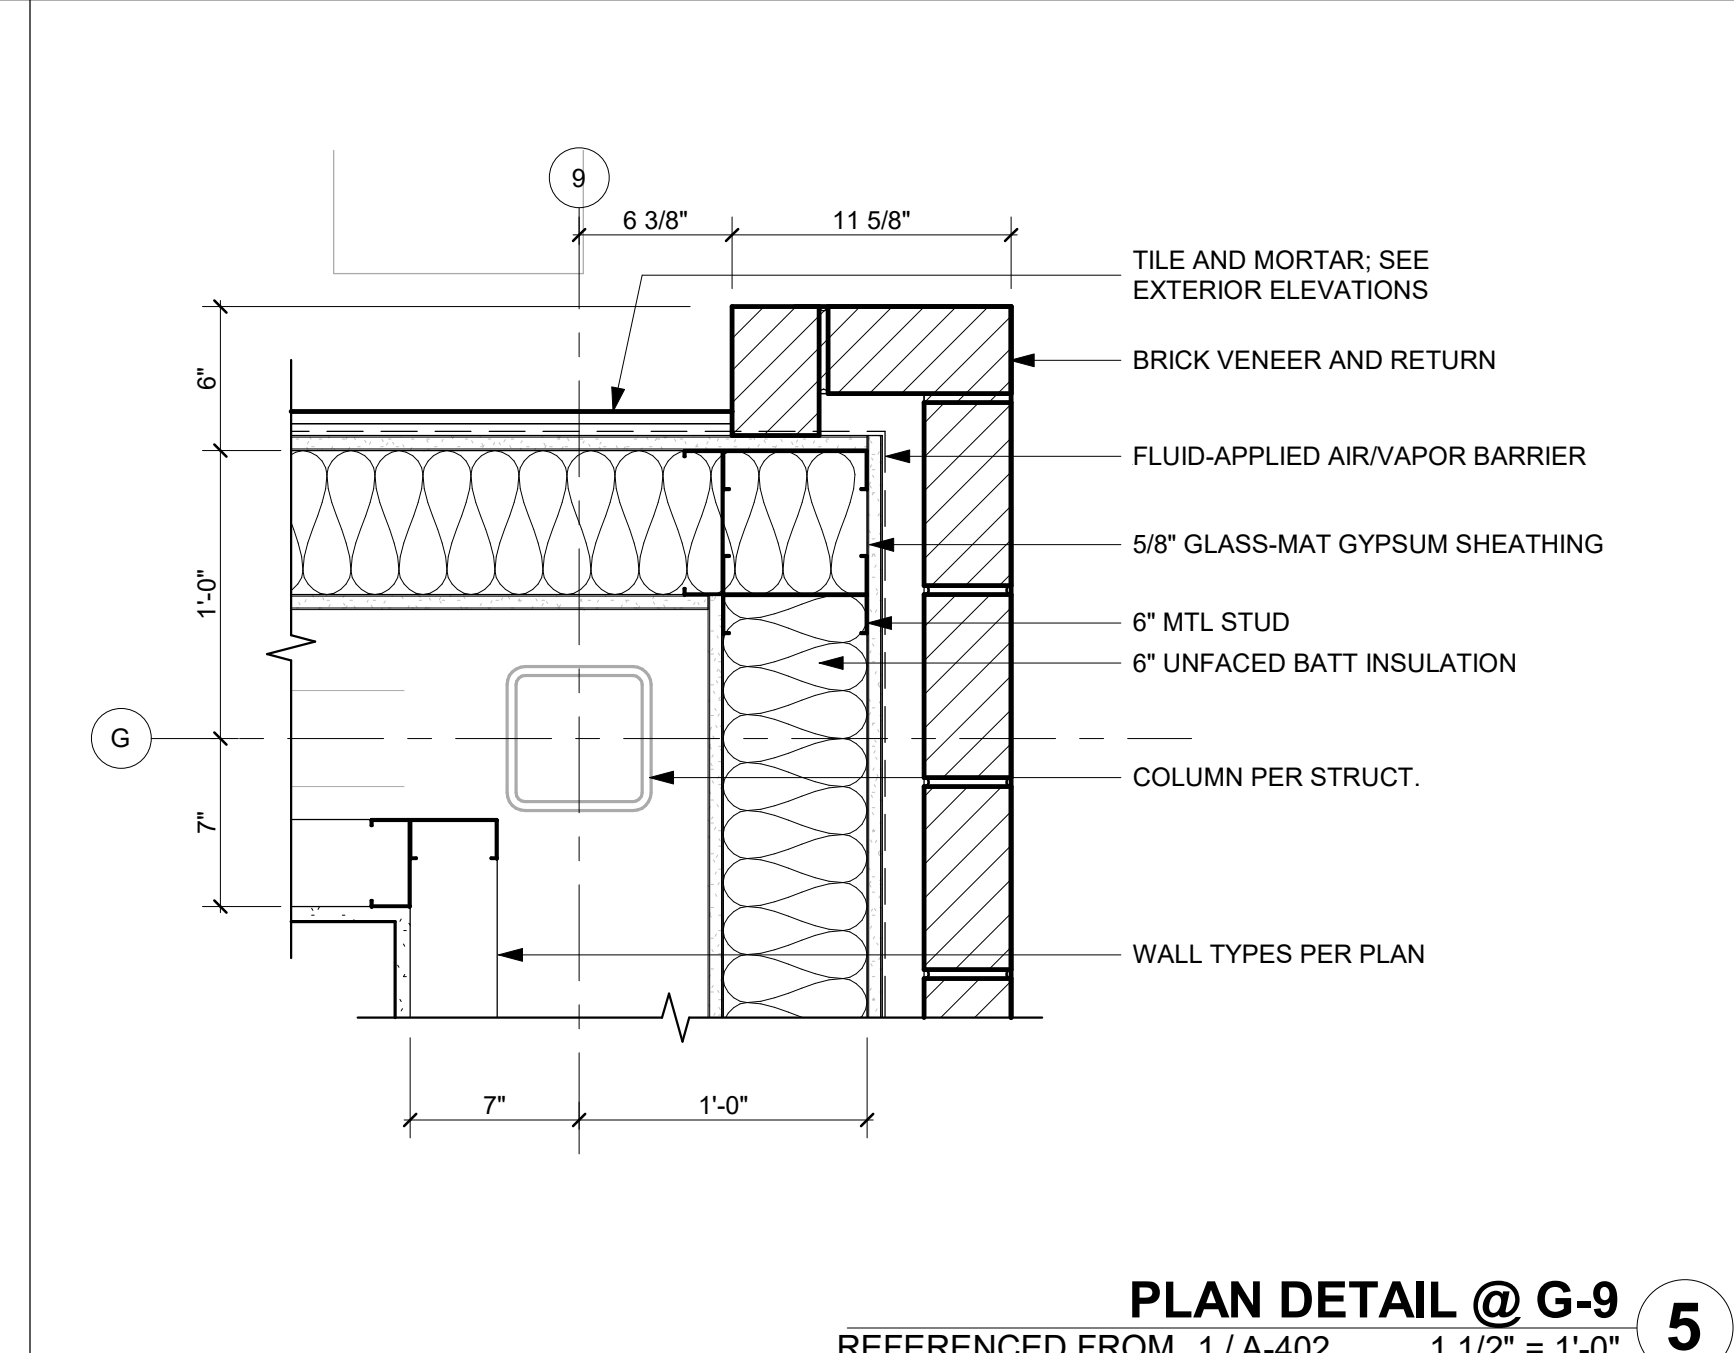 9
6 3/8"
11 5/8"
TILE AND MORTAR; SEE
EXTERIOR ELEVATIONS
BRICK VENEER AND RETURN
6"
FLUID-APPLIED AIR/VAPOR BARRIER
5/8" GLASS-MAT GYPSUM SHEATHING
1'-0"
6" MTL STUD
6" UNFACED BATT INSULATION
G
COLUMN PER STRUCT.
7"
WALL TYPES PER PLAN
7"
1'-0"
PLAN DETAIL @ G-9
5
REFERENCED FROM 1 / A-402
1 1/2" = 1'-0"